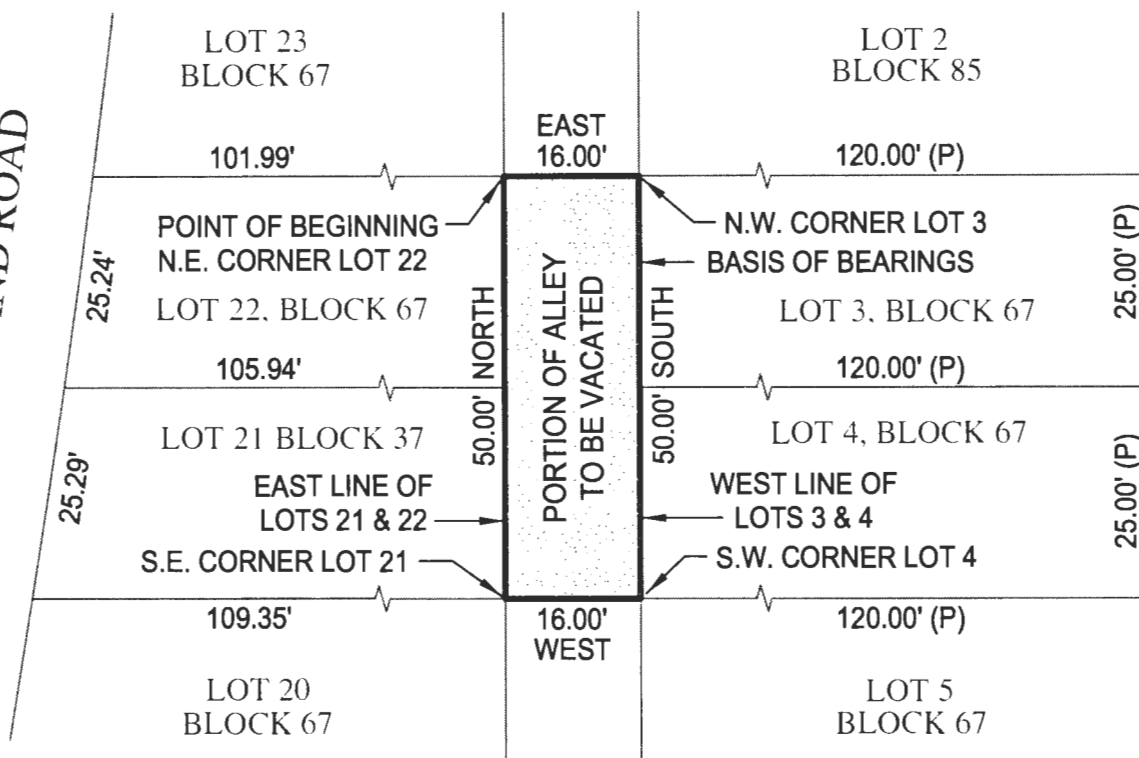 LOT 23
BLOCK 67
LOT 2
BLOCK 85
EAST
16.00'
101.99'
120.00' (P)
POINT OF BEGINNING
N.E. CORNER LOT 22
N.W. CORNER LOT 3
BASIS OF BEARINGS
25.24'
LOT 22, BLOCK 67
50.00' NORTH
PORTION OF ALLEY
TO BE VACATED
50.00' SOUTH
LOT 3, BLOCK 67
25.00' (P)
ROAD
105.94'
120.00' (P)
LOT 21 BLOCK 37
LOT 4, BLOCK 67
25.29'
EAST LINE OF
LOTS 21 & 22
WEST LINE OF
LOTS 3 & 4
25.00' (P)
S.E. CORNER LOT 21
S.W. CORNER LOT 4
109.35'
16.00'
WEST
120.00' (P)
LOT 20
BLOCK 67
LOT 5
BLOCK 67